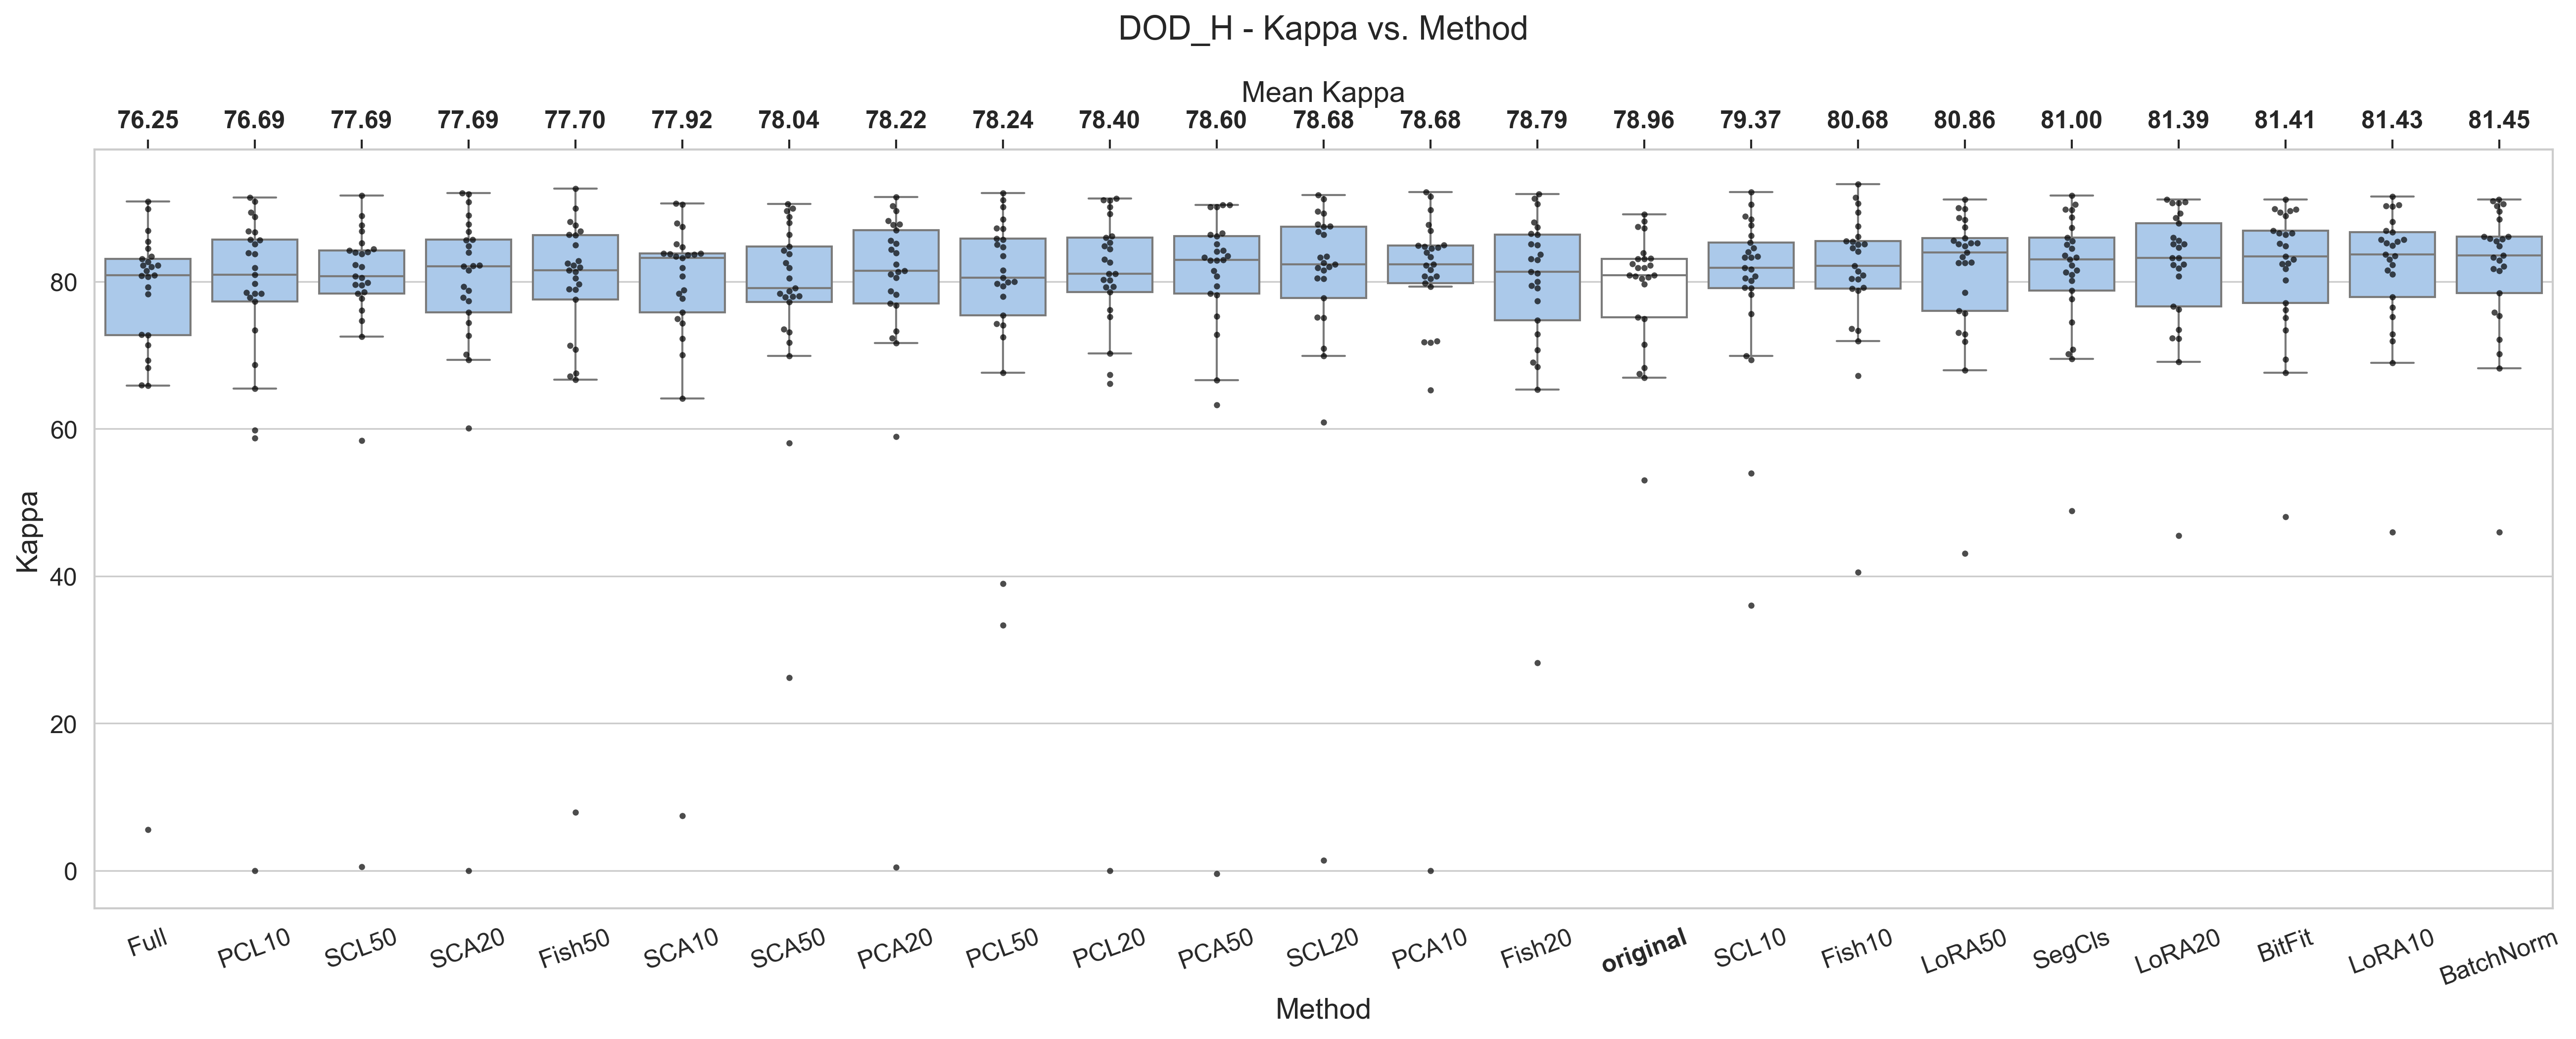 DOD_H - Kappa vs. Method
Mean Kappa
76.25 76.69 77.69 77.69 77.70 77.92 78.04 78.22 78.24 78.40 78.60 78.68 78.68 78.79 78.96 79.37 80.68 80.86 81.00 81.39 81.41 81.43 81.45
80
60
40
20
0
Kappa
Full PCL10 SCL50 SCA20 Fish50 SCA10 SCA50 PCA20 PCL50 PCL20 PCA50 SCL20 PCA10 Fish20 original SCL10 Fish10 LoRA50 SegCls LoRA20 BitFit LoRA10 BatchNorm
Method